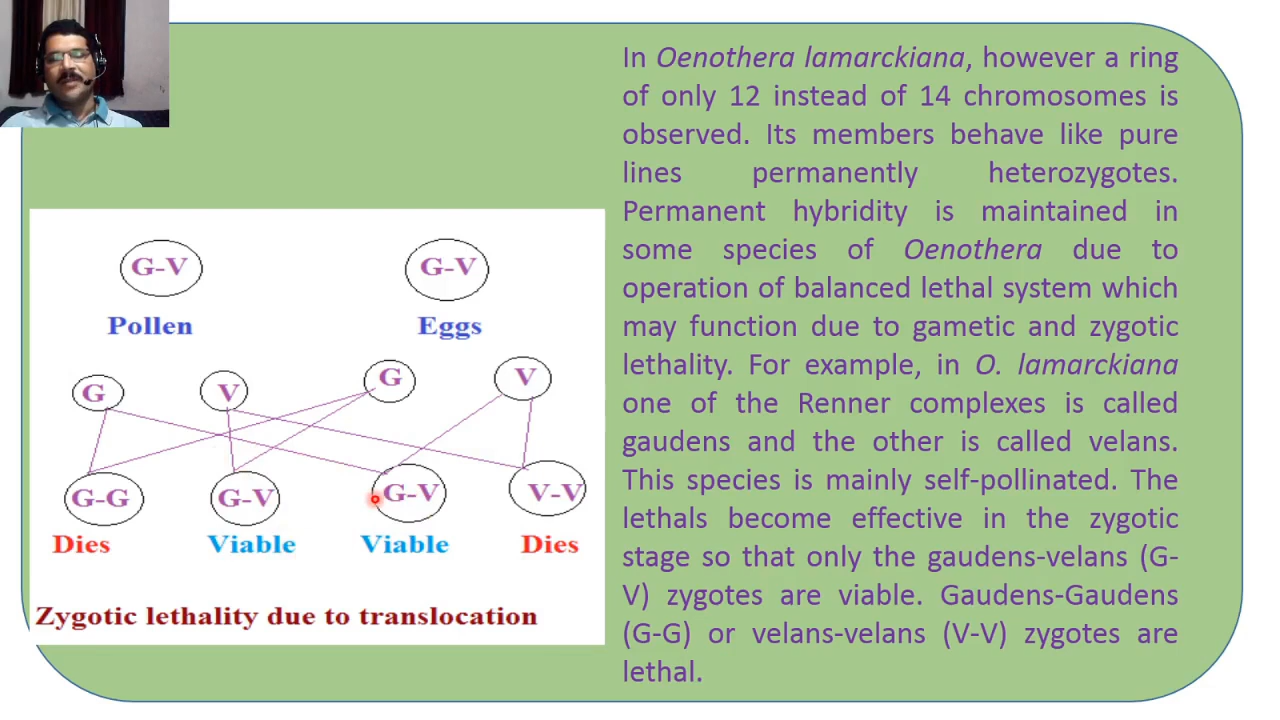 In Oenothera lamarckiana, however a ring
of only 12 instead of 14 chromosomes is
observed. Its members behave like pure
lines permanently heterozygotes.
Permanent hybridity is maintained in
some species of Oenothera due to
operation of balanced lethal system which
may function due to gametic and zygotic
lethality. For example, in O. lamarckiana
one of the Renner complexes is called
gaudens and the other is called velans.
This species is mainly self-pollinated. The
lethals become effective in the zygotic
stage so that only the gaudens-velans (G-
V) zygotes are viable. Gaudens-Gaudens
(G-G) or velans-velans (V-V) zygotes are
lethal.
G-V G-V
Pollen Eggs
G V G V
G-G G-V G-V V-V
Dies Viable Viable Dies
Zygotic lethality due to translocation